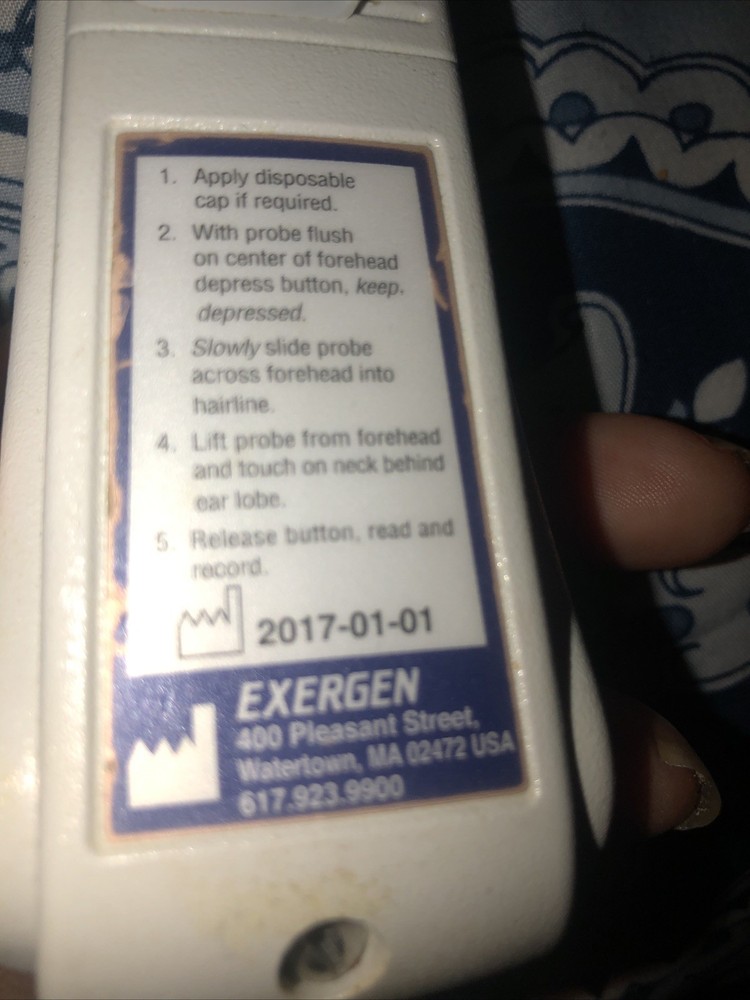 1. Apply disposable
cap if required.
2. With probe flush
on center of forehead
depress button, keep.
depressed.
3. Slowly slide probe
across forehead into
hairline.
4. Lift probe from forehead
and touch on neck behind
ear lobe.
5. Release button, read and
record.
2017-01-01
EXERGEN
400 Pleasant Street,
Watertown, MA 02472 USA
617.923.9900